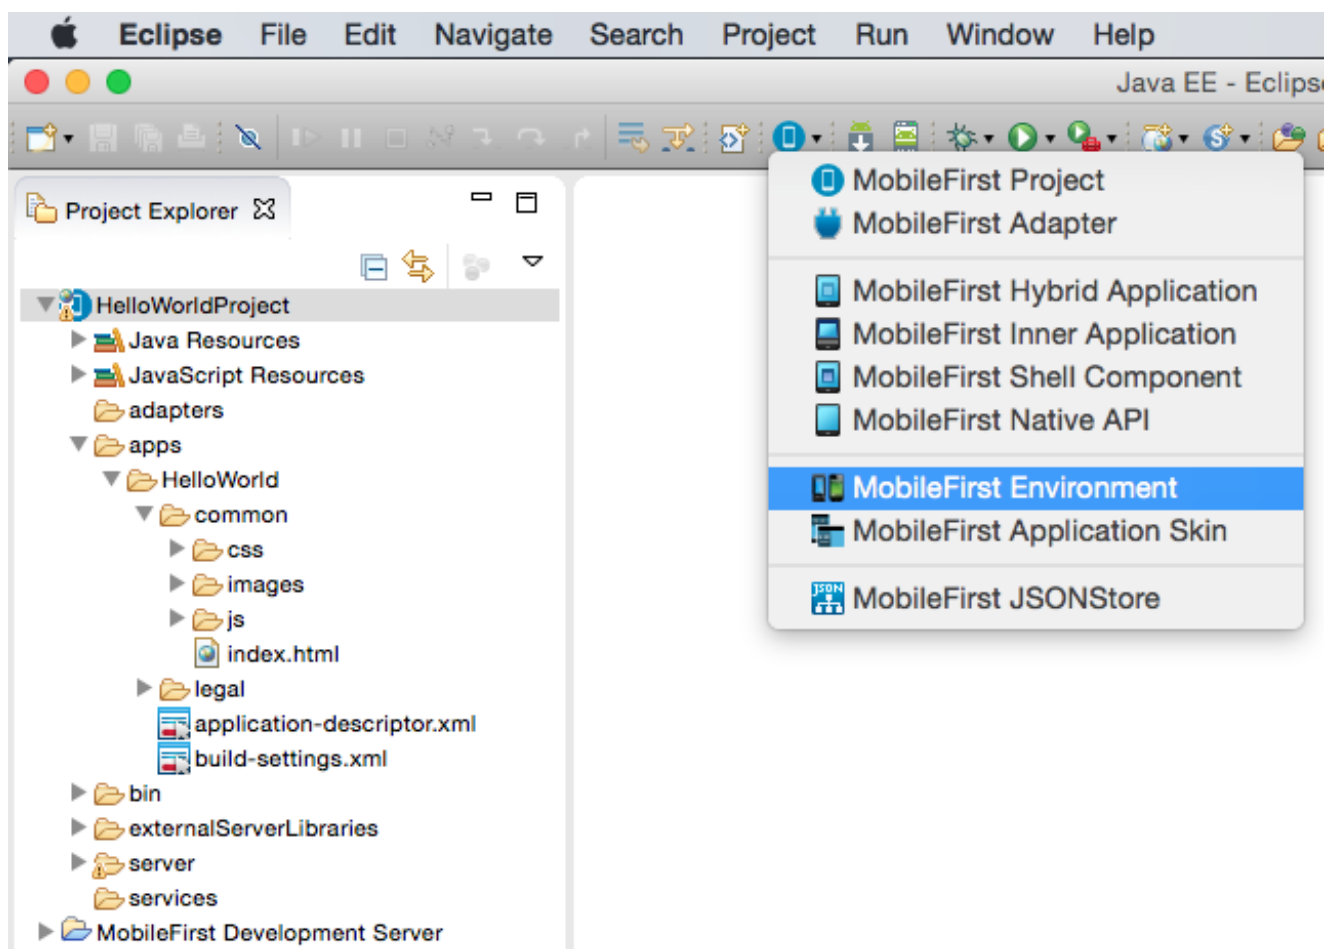 Eclipse File Edit Navigate Search Project Run Window Help
Java EE - Eclipse
Project Explorer
HelloWorldProject
Java Resources
JavaScript Resources
adapters
apps
HelloWorld
common
css
images
js
index.html
legal
application-descriptor.xml
build-settings.xml
bin
externalServerLibraries
server
services
MobileFirst Development Server
MobileFirst Project
MobileFirst Adapter
MobileFirst Hybrid Application
MobileFirst Inner Application
MobileFirst Shell Component
MobileFirst Native API
MobileFirst Environment
MobileFirst Application Skin
JSON
MobileFirst JSONStore